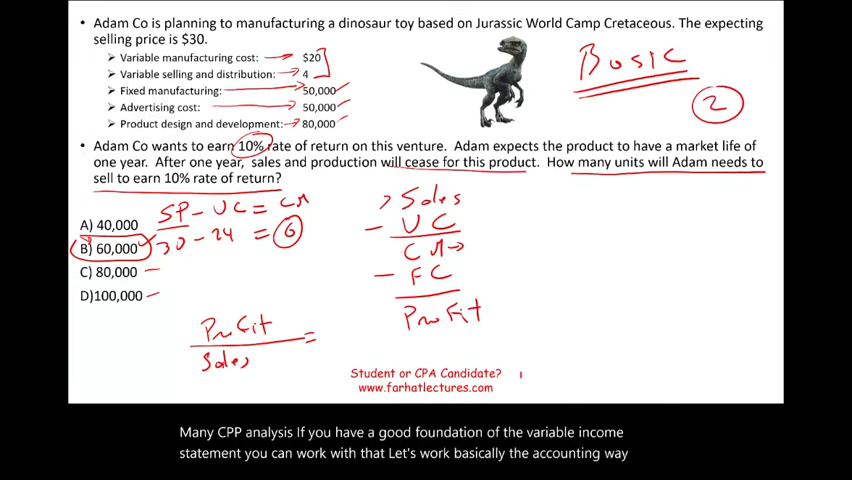 • Adam Co is planning to manufacturing a dinosaur toy based on Jurassic World Camp Cretaceous. The expecting
selling price is $30.
➢ Variable manufacturing cost: $20
➢ Variable selling and distribution: 4
➢ Fixed manufacturing: 50,000
➢ Advertising cost: 50,000
➢ Product design and development: 80,000
Basic
2
• Adam Co wants to earn 10% rate of return on this venture. Adam expects the product to have a market life of
one year. After one year, sales and production will cease for this product. How many units will Adam needs to
sell to earn 10% rate of return?
SP - VC = CM
30 - 24 = 6
A) 40,000
B) 60,000
C) 80,000
D)100,000
Sales
- VC
CM
- FC
Profit
Profit
Sales =
Student or CPA Candidate?
www.farhatlectures.com
1
Many CPP analysis If you have a good foundation of the variable income
statement you can work with that Let's work basically the accounting way